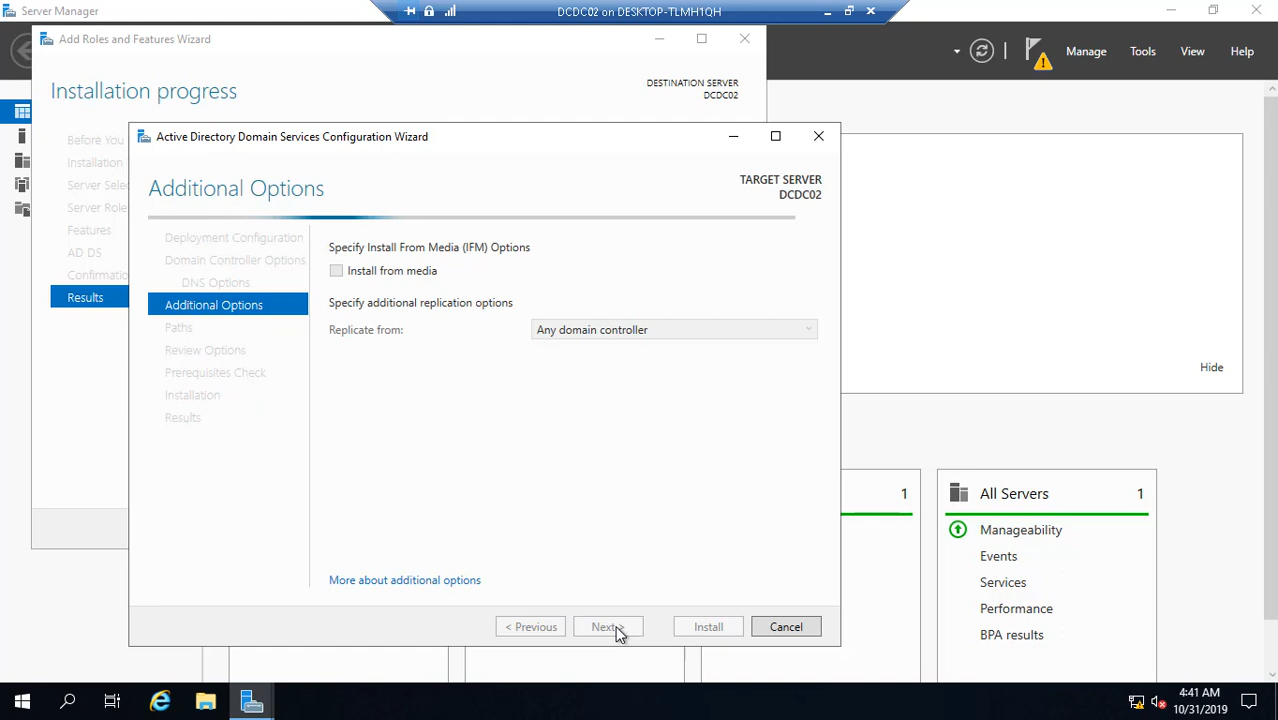 Server Manager
DCDC02 on DESKTOP-TLMH1QH
Add Roles and Features Wizard
Manage
Tools
View
Help
Installation progress
DESTINATION SERVER
DCDC02
Before You
Installation
Server Selec
Server Role
Features
AD DS
Confirmatio
Results
Active Directory Domain Services Configuration Wizard
Additional Options
TARGET SERVER
DCDC02
Deployment Configuration
Domain Controller Options
DNS Options
Additional Options
Paths
Review Options
Prerequisites Check
Installation
Results
Specify Install From Media (IFM) Options
Install from media
Specify additional replication options
Replicate from:
Any domain controller
More about additional options
< Previous
Next >
Install
Cancel
Hide
1
All Servers
1
Manageability
Events
Services
Performance
BPA results
4:41 AM
10/31/2019